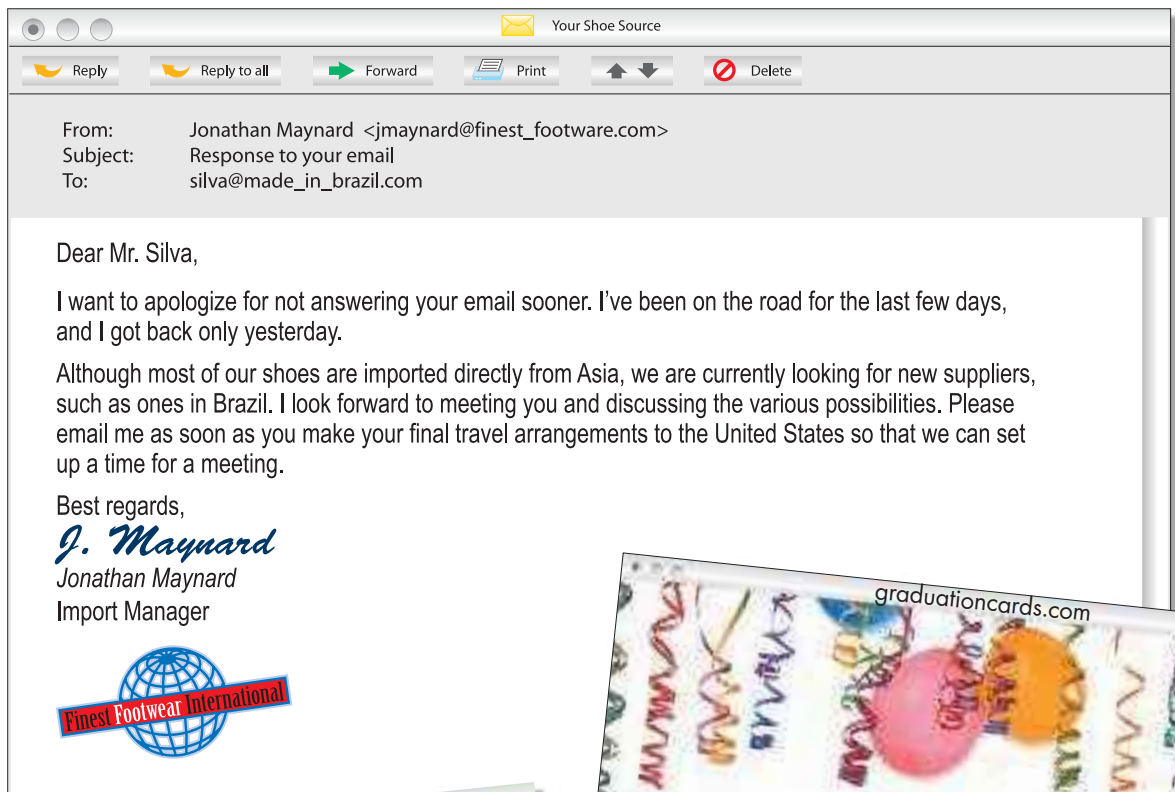 Your Shoe Source
Reply
Reply to all
Forward
Print
Delete
From: Jonathan Maynard <jmaynard@finest_footware.com>
Subject: Response to your email
To: silva@made_in_brazil.com
Dear Mr. Silva,
I want to apologize for not answering your email sooner. I've been on the road for the last few days,
and I got back only yesterday.
Although most of our shoes are imported directly from Asia, we are currently looking for new suppliers,
such as ones in Brazil. I look forward to meeting you and discussing the various possibilities. Please
email me as soon as you make your final travel arrangements to the United States so that we can set
up a time for a meeting.
Best regards,
J. Maynard
Jonathan Maynard
Import Manager
Finest Footwear International
graduationcards.com